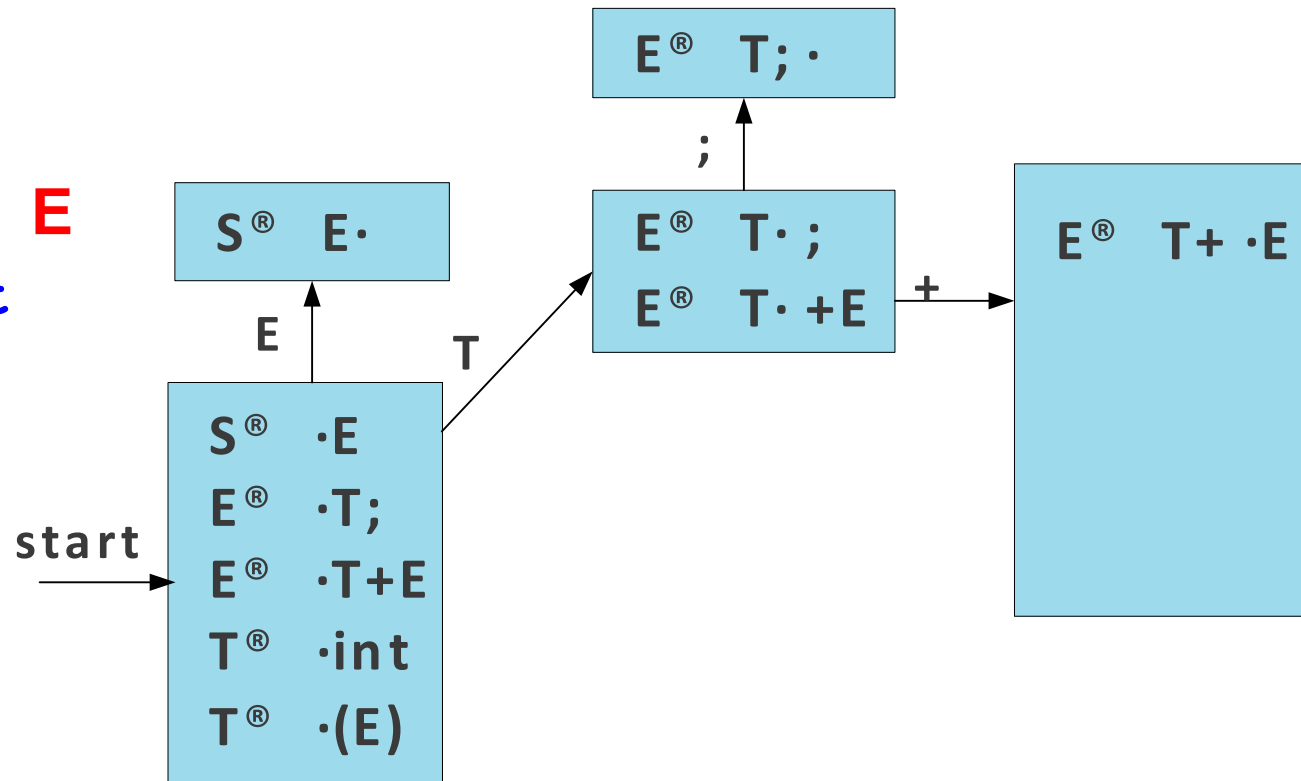 E® T;·
;
E
S® E·
E® T·;
E® T·+E
+
E® T+ ·E
E
T
S® ·E
E® ·T;
start
E® ·T+E
T® ·int
T® ·(E)